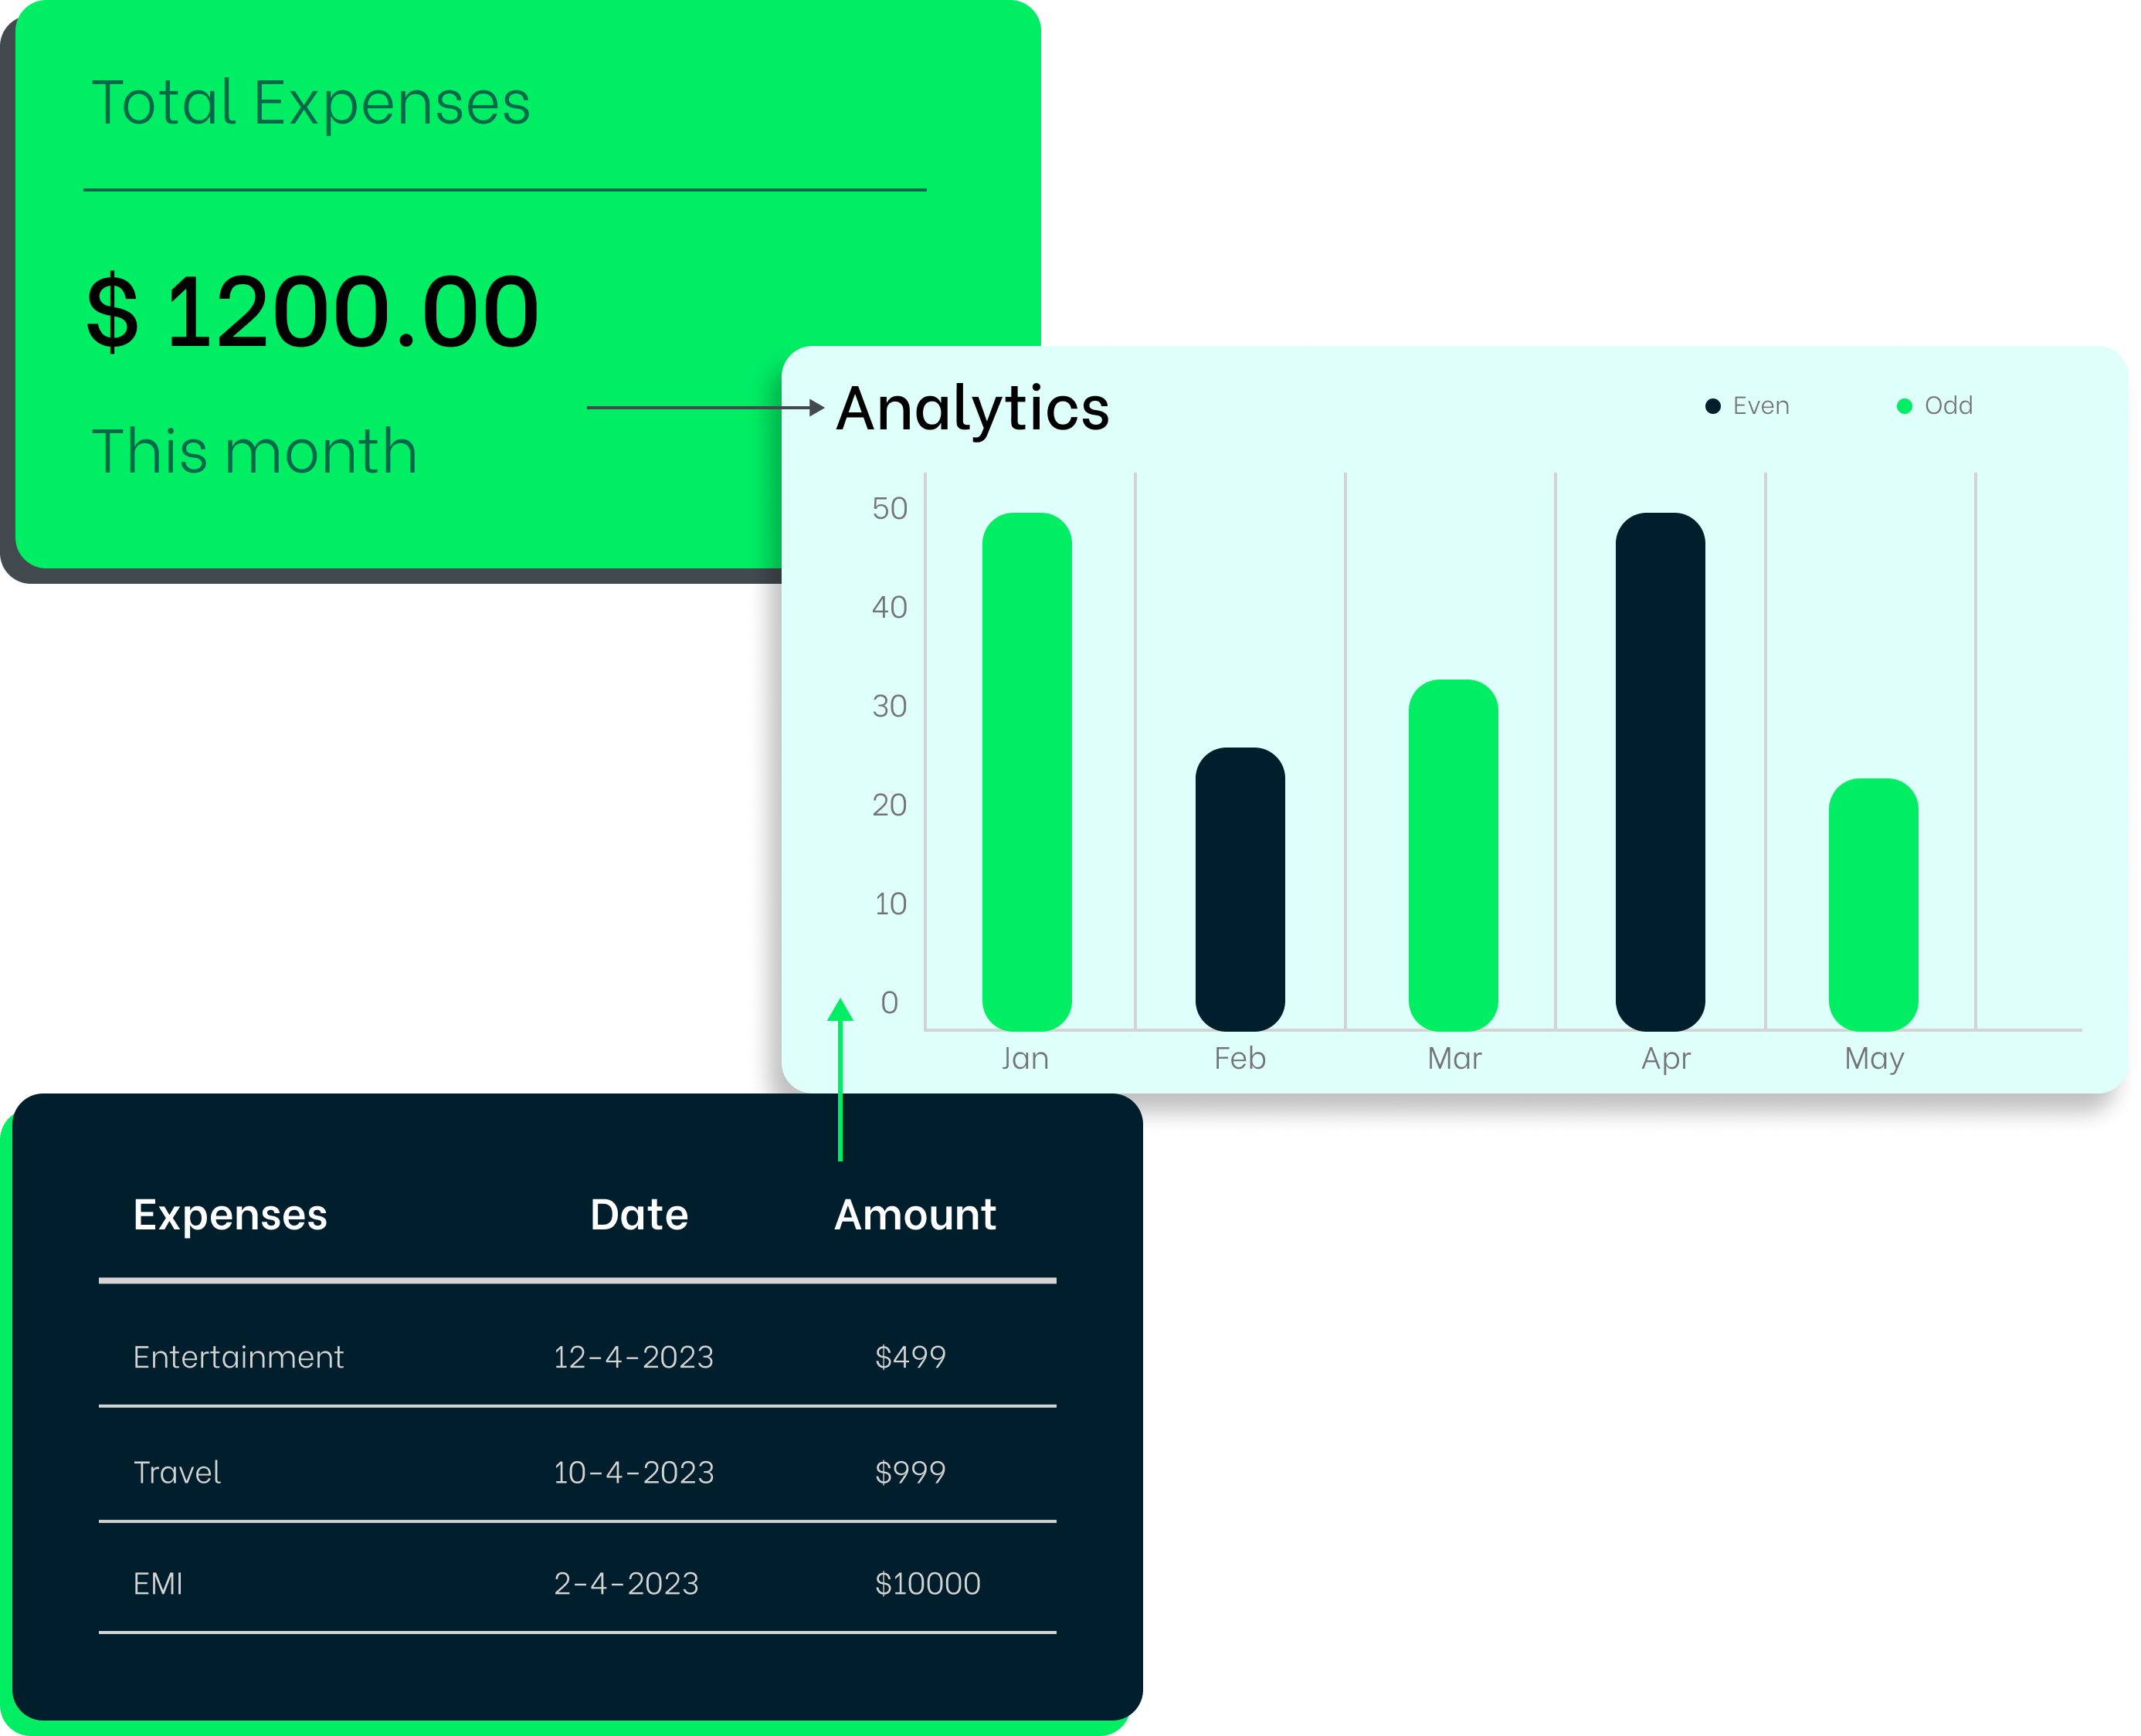 Total Expenses
$ 1200.00
This month
Analytics
Even Odd
50
40
30
20
10
0
Jan Feb Mar Apr May
Expenses Date Amount
Entertainment 12-4-2023 $499
Travel 10-4-2023 $999
EMI 2-4-2023 $10000